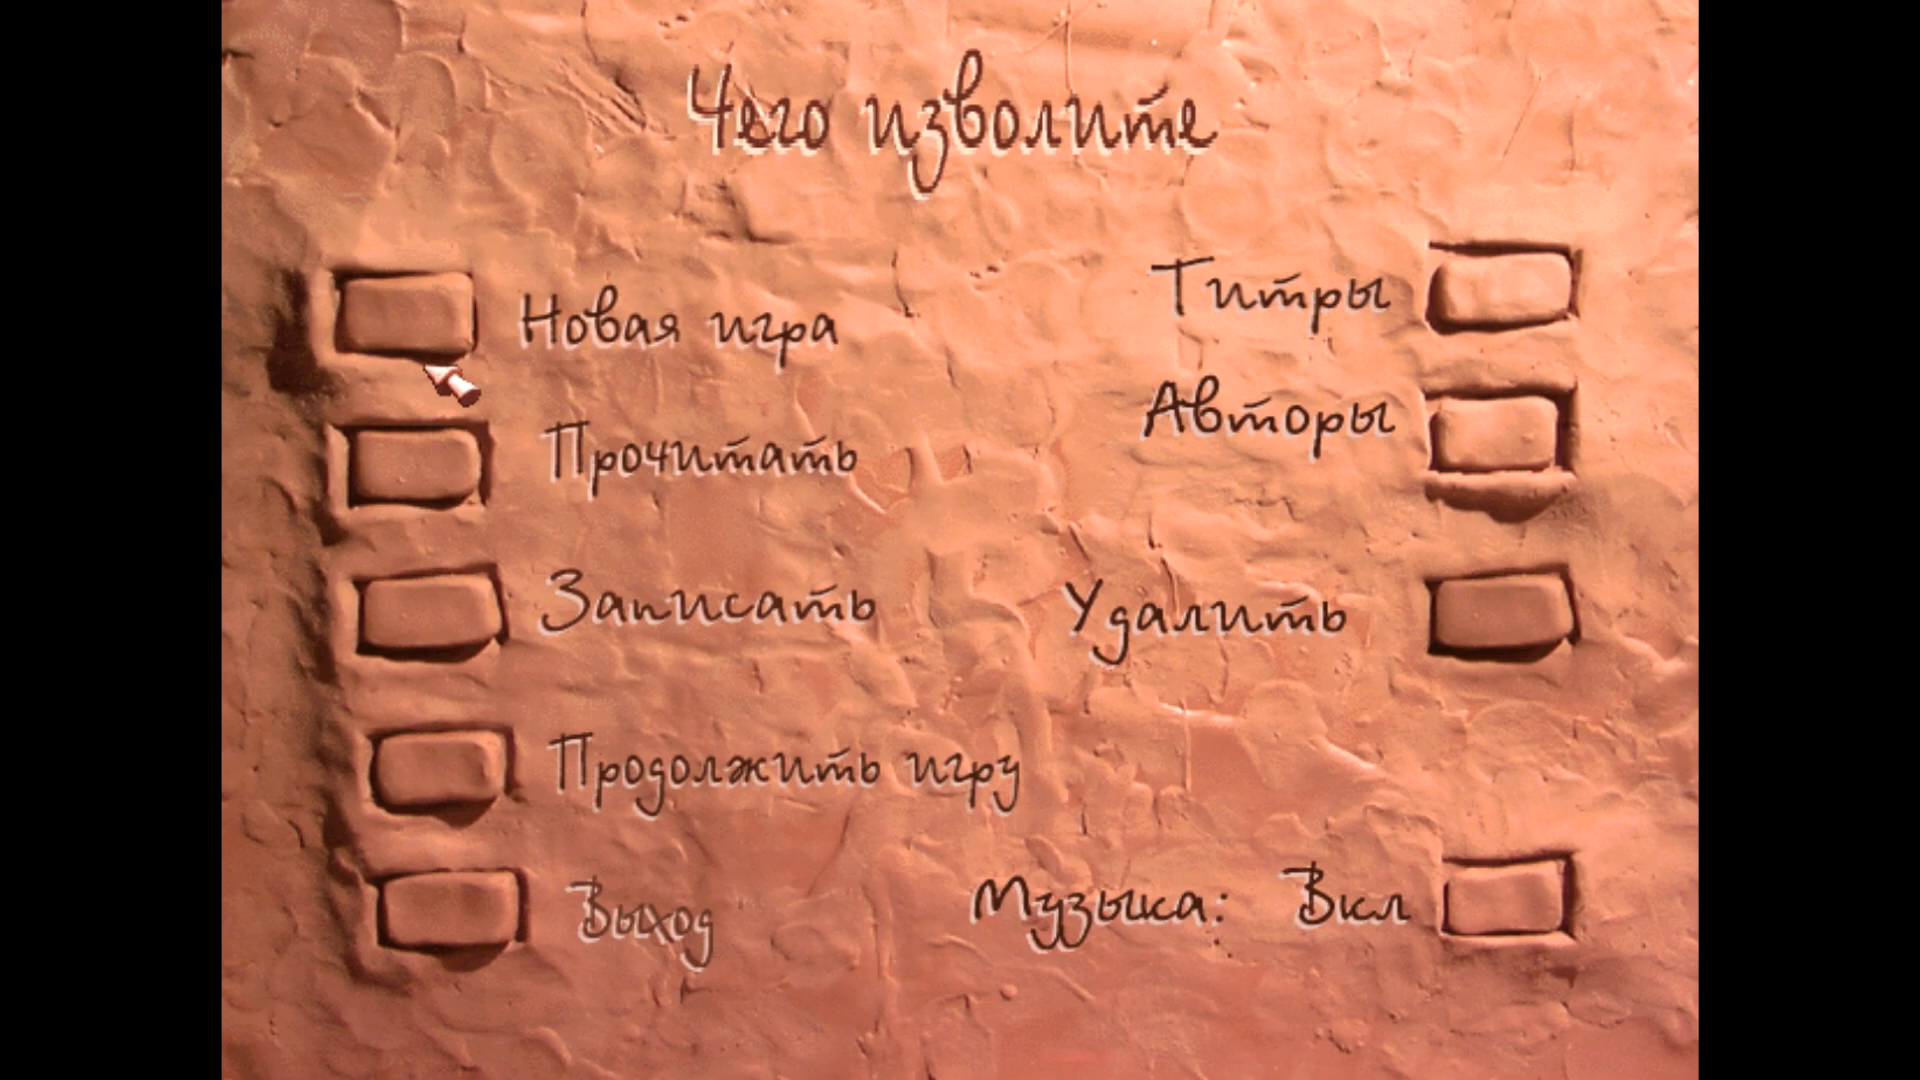 Чего изволите
Новая игра
Прочитать
Записать
Продолжить игру
Выход
Титры
Авторы
Удалить
Музыка: Вкл